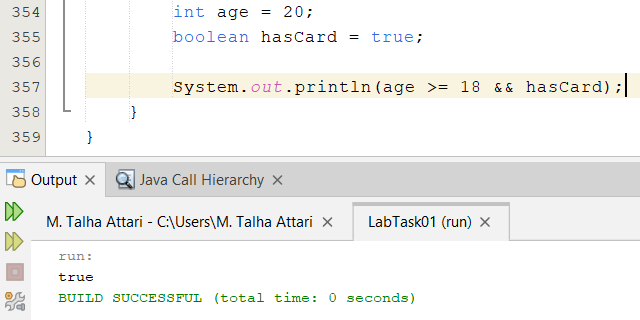 354 int age = 20;
355 boolean hasCard = true;
356
357 System.out.println(age >= 18 && hasCard);
358 }
359 }
Output × Java Call Hierarchy ×
M. Talha Attari - C:\Users\M. Talha Attari × LabTask01 (run) ×
run:
true
BUILD SUCCESSFUL (total time: 0 seconds)